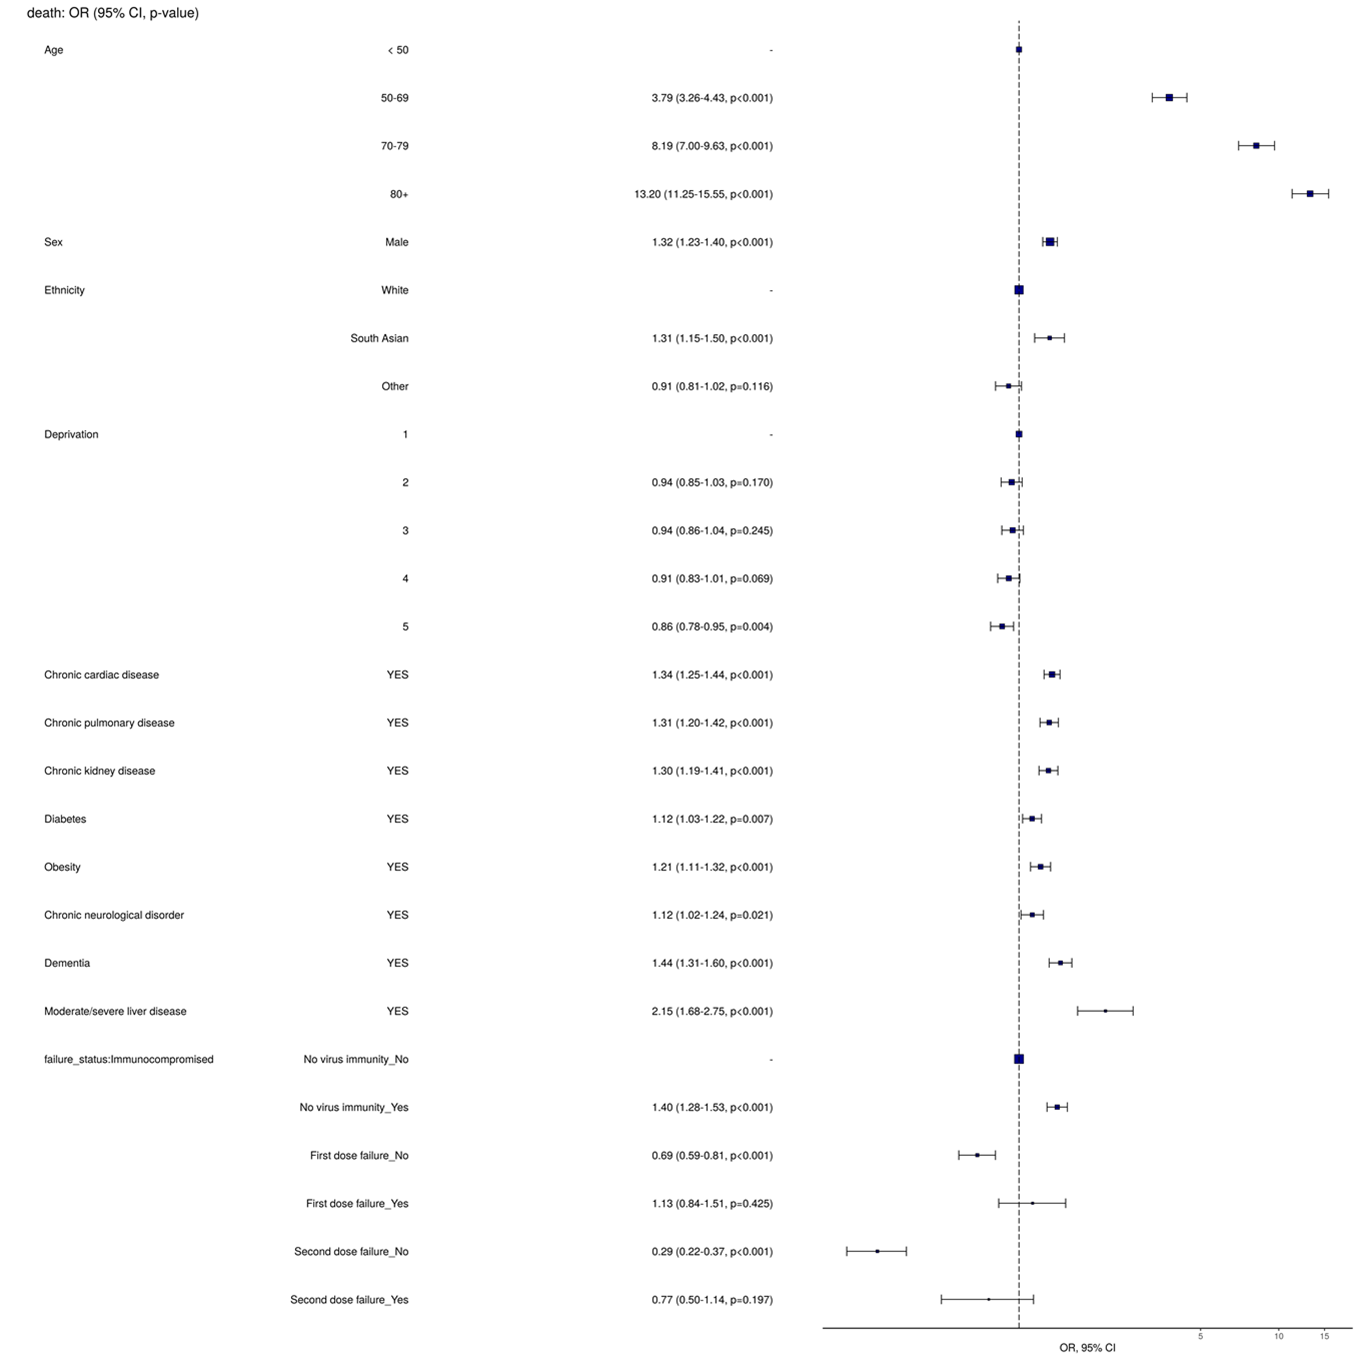 death: OR (95% CI, p-value)
Age < 50 -
50-69 3.79 (3.26-4.43, p<0.001)
70-79 8.19 (7.00-9.63, p<0.001)
80+ 13.20 (11.25-15.55, p<0.001)
Sex Male 1.32 (1.23-1.40, p<0.001)
Ethnicity White -
South Asian 1.31 (1.15-1.50, p<0.001)
Other 0.91 (0.81-1.02, p=0.116)
Deprivation 1 -
2 0.94 (0.85-1.03, p=0.170)
3 0.94 (0.86-1.04, p=0.245)
4 0.91 (0.83-1.01, p=0.069)
5 0.86 (0.78-0.95, p=0.004)
Chronic cardiac disease YES 1.34 (1.25-1.44, p<0.001)
Chronic pulmonary disease YES 1.31 (1.20-1.42, p<0.001)
Chronic kidney disease YES 1.30 (1.19-1.41, p<0.001)
Diabetes YES 1.12 (1.03-1.22, p=0.007)
Obesity YES 1.21 (1.11-1.32, p<0.001)
Chronic neurological disorder YES 1.12 (1.02-1.24, p=0.021)
Dementia YES 1.44 (1.31-1.60, p<0.001)
Moderate/severe liver disease YES 2.15 (1.68-2.75, p<0.001)
failure_status:Immunocompromised No virus immunity_No -
No virus immunity_Yes 1.40 (1.28-1.53, p<0.001)
First dose failure_No 0.69 (0.59-0.81, p<0.001)
First dose failure_Yes 1.13 (0.84-1.51, p=0.425)
Second dose failure_No 0.29 (0.22-0.37, p<0.001)
Second dose failure_Yes 0.77 (0.50-1.14, p=0.197)
5 10 15
OR, 95% CI